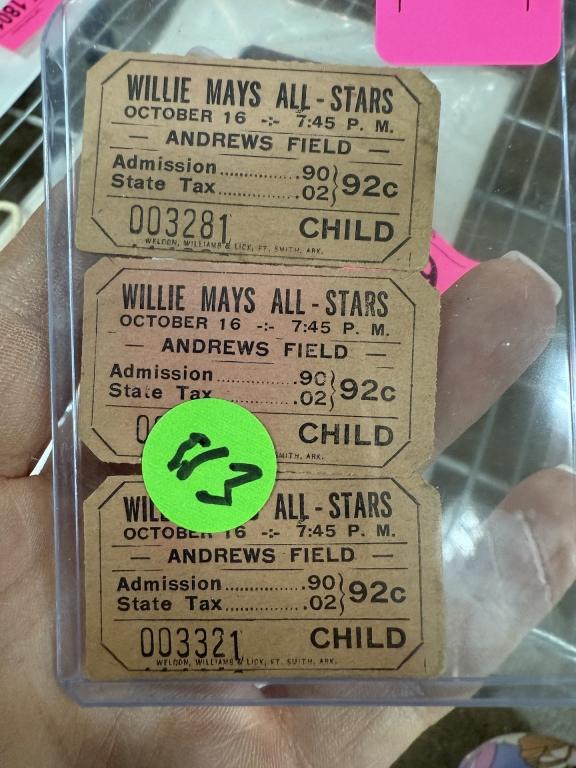 WILLIE MAYS ALL-STARS
OCTOBER 16 -:- 7:45 P. M.
— ANDREWS FIELD —
Admission .............. .90
State Tax .............. .02
92c
003281
CHILD
WELDON, WILLIAMS & LICK, FT. SMITH, ARK.
WILLIE MAYS ALL-STARS
OCTOBER 16 -:- 7:45 P. M.
— ANDREWS FIELD —
Admission .............. .90
State Tax .............. .02
92c
CHILD
SMITH, ARK.
ALL-STARS
OCTOBER 16 -:- 7:45 P. M.
— ANDREWS FIELD —
Admission .............. .90
State Tax .............. .02
92c
003321
CHILD
WELDON, WILLIAMS & LICK, FT. SMITH, ARK.